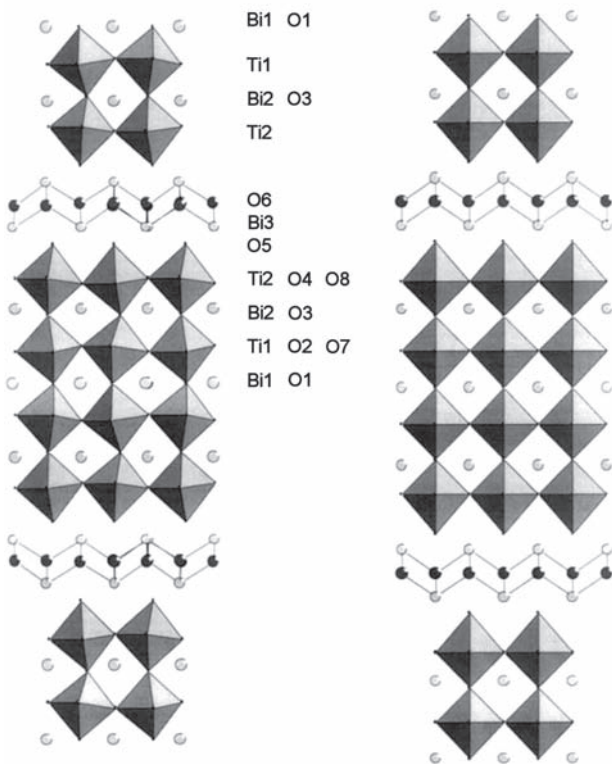 Bi1 O1
Ti1
Bi2 O3
Ti2
O6
Bi3
O5
Ti2 O4 O8
Bi2 O3
Ti1 O2 O7
Bi1 O1